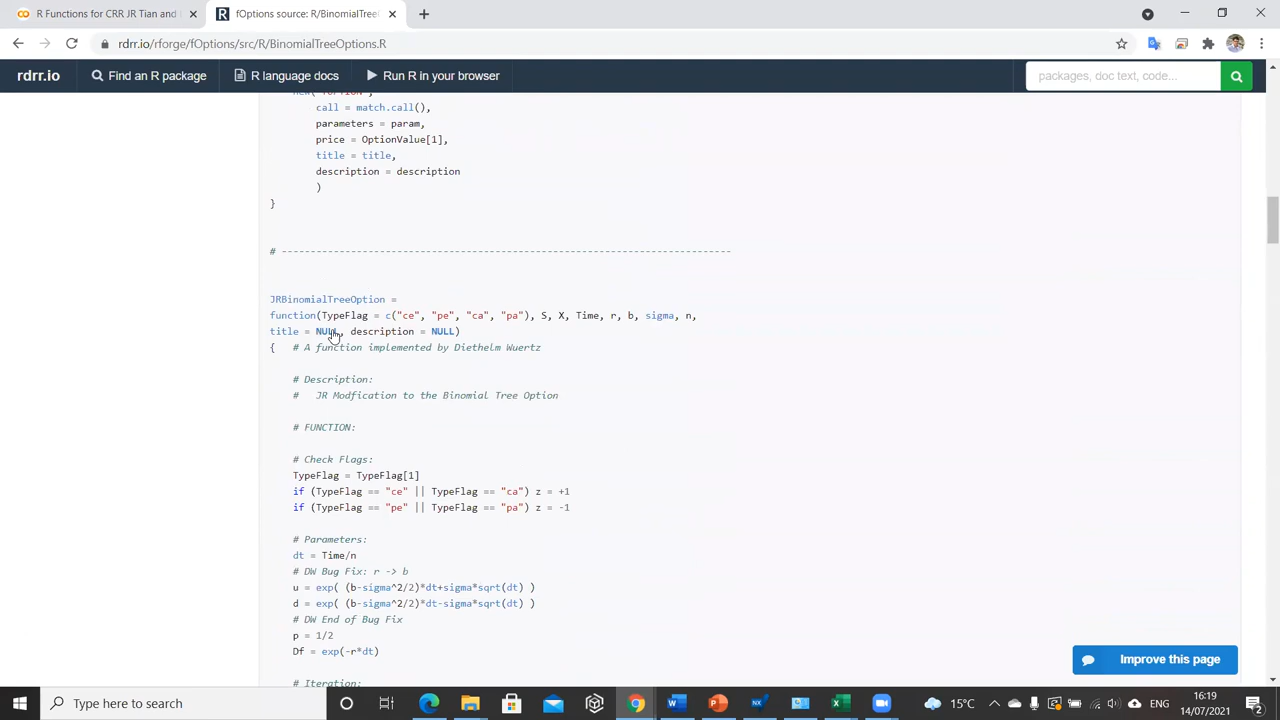 R Functions for CRR JR Tian and
fOptions source: R/BinomialTree
rdrr.io/rforge/fOptions/src/R/BinomialTreeOptions.R
rdrr.io
Find an R package
R language docs
Run R in your browser
packages, doc text, code...
call = match.call(),
parameters = param,
price = OptionValue[1],
title = title,
description = description
)
}
# ---------------------------------------------------------------------------
JRBinomialTreeOption =
function(TypeFlag = c("ce", "pe", "ca", "pa"), S, X, Time, r, b, sigma, n,
title = NULL, description = NULL)
{ # A function implemented by Diethelm Wuertz
# Description:
# JR Modfication to the Binomial Tree Option
# FUNCTION:
# Check Flags:
TypeFlag = TypeFlag[1]
if (TypeFlag == "ce" || TypeFlag == "ca") z = +1
if (TypeFlag == "pe" || TypeFlag == "pa") z = -1
# Parameters:
dt = Time/n
# DW Bug Fix: r -> b
u = exp( (b-sigma^2/2)*dt+sigma*sqrt(dt) )
d = exp( (b-sigma^2/2)*dt-sigma*sqrt(dt) )
# DW End of Bug Fix
p = 1/2
Df = exp(-r*dt)
# Iteration:
Improve this page
Type here to search
15°C
ENG
16:19
14/07/2021
2